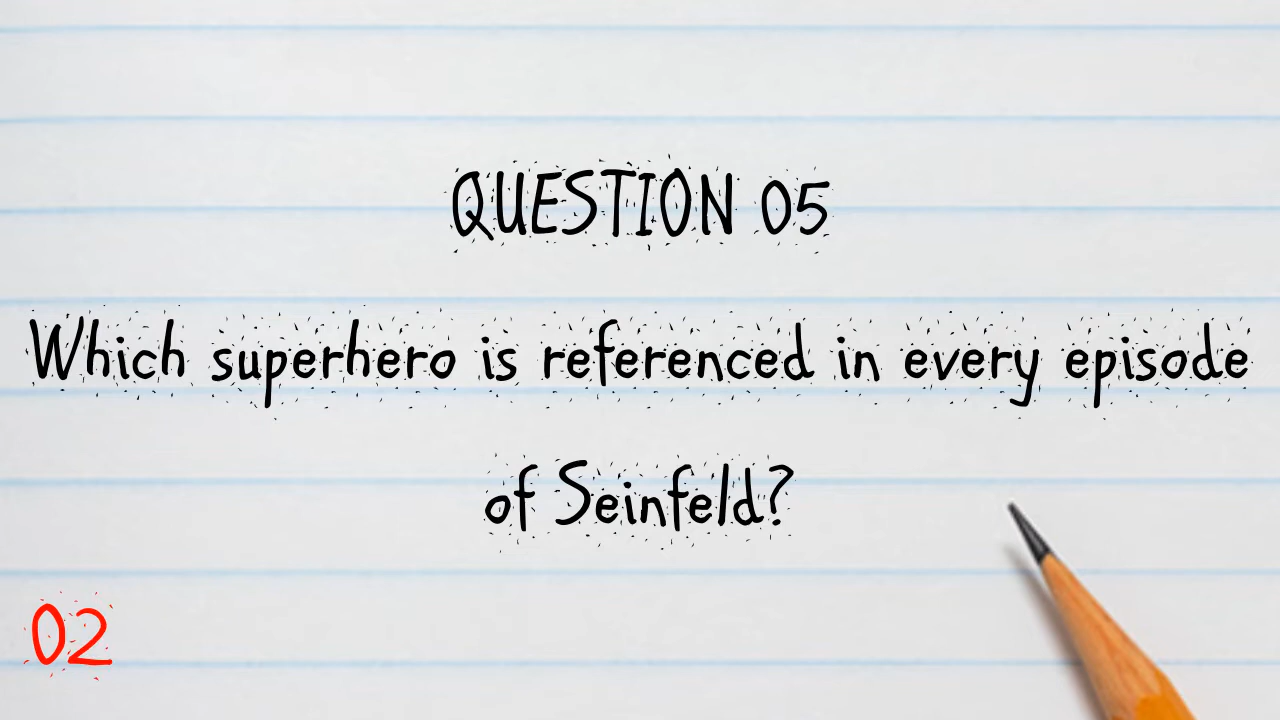 QUESTION 05
Which superhero is referenced in every episode
of Seinfeld?
02